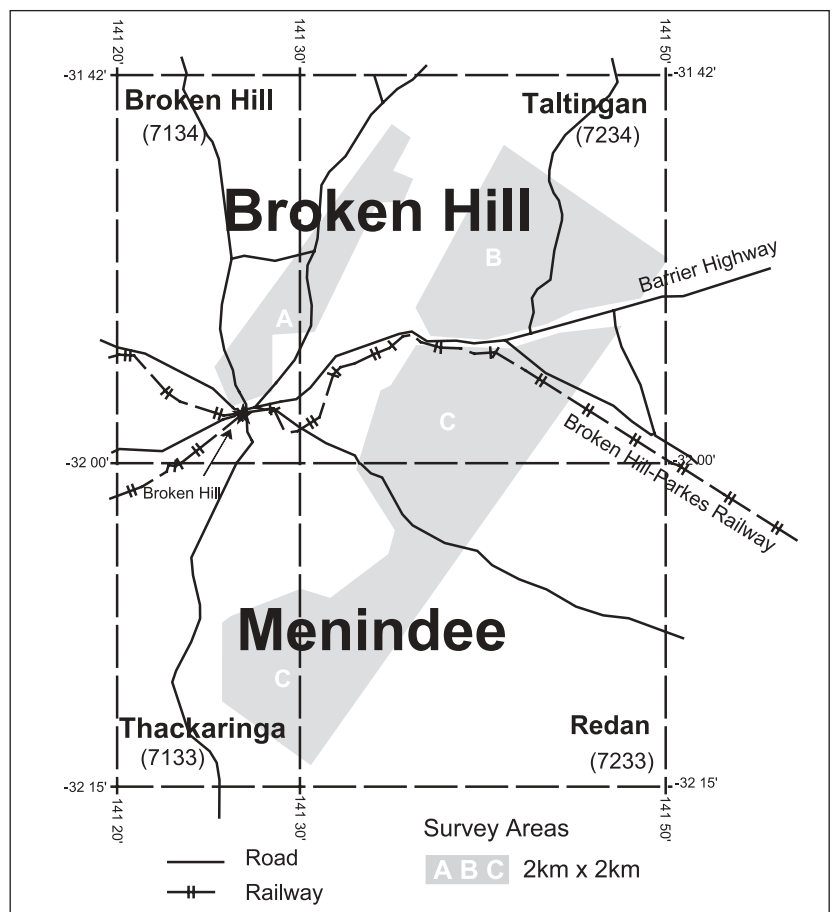 141 20'
141 30'
141 50'
-31 42'
-31 42'
Broken Hill
(7134)
Taltingan
(7234)
Broken Hill
B
Barrier Highway
A
C
Broken Hill-Parkes Railway
-32 00'
-32 00'
Broken Hill
Menindee
C
Thackaringa
(7133)
Redan
(7233)
-32 15'
-32 15'
141 20'
141 30'
141 50'
Survey Areas
Road
A B C 2km x 2km
Railway